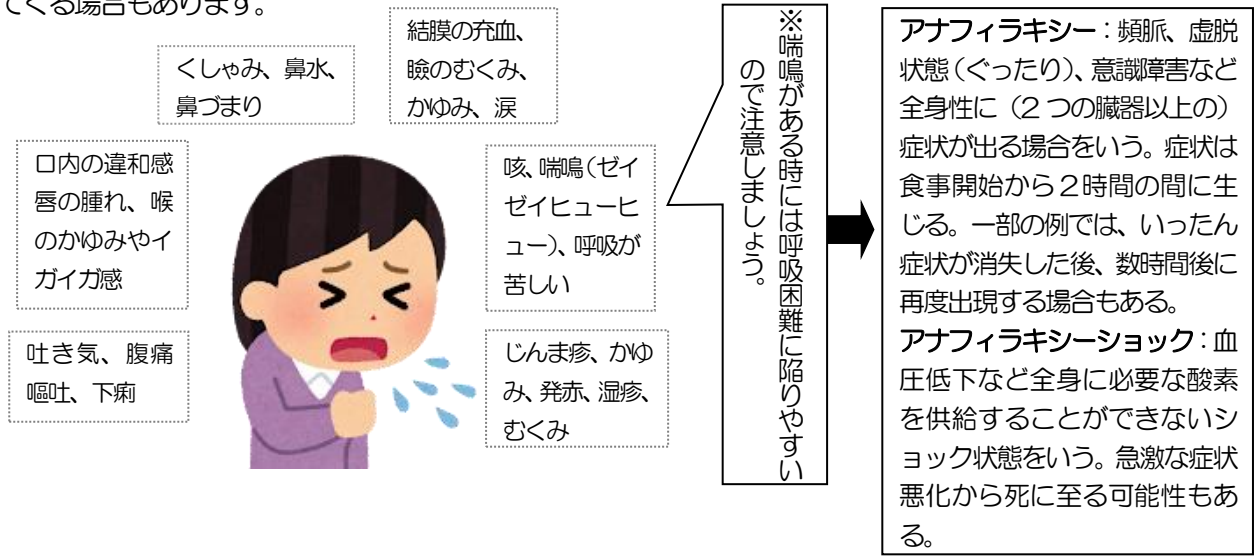 てくる場合もあります。
くしゃみ、鼻水、
鼻づまり
結膜の充血、
瞼のむくみ、
かゆみ、涙
口内の違和感
唇の腫れ、喉
のかゆみやイ
ガイガ感
咳、喘鳴（ゼイ
ゼイヒューヒ
ュー）、呼吸が
苦しい
吐き気、腹痛
嘔吐、下痢
じんま疹、かゆ
み、発赤、湿疹、
むくみ
※喘鳴がある時には呼吸困難に陥りやすい
ので注意しましょう。
アナフィラキシー：頻脈、虚脱
状態（ぐったり）、意識障害など
全身性に（2 つの臓器以上の）
症状が出る場合をいう。症状は
食事開始から２時間の間に生
じる。一部の例では、いったん
症状が消失した後、数時間後に
再度出現する場合もある。
アナフィラキシーショック：血
圧低下など全身に必要な酸素
を供給することができないシ
ョック状態をいう。急激な症状
悪化から死に至る可能性もあ
る。